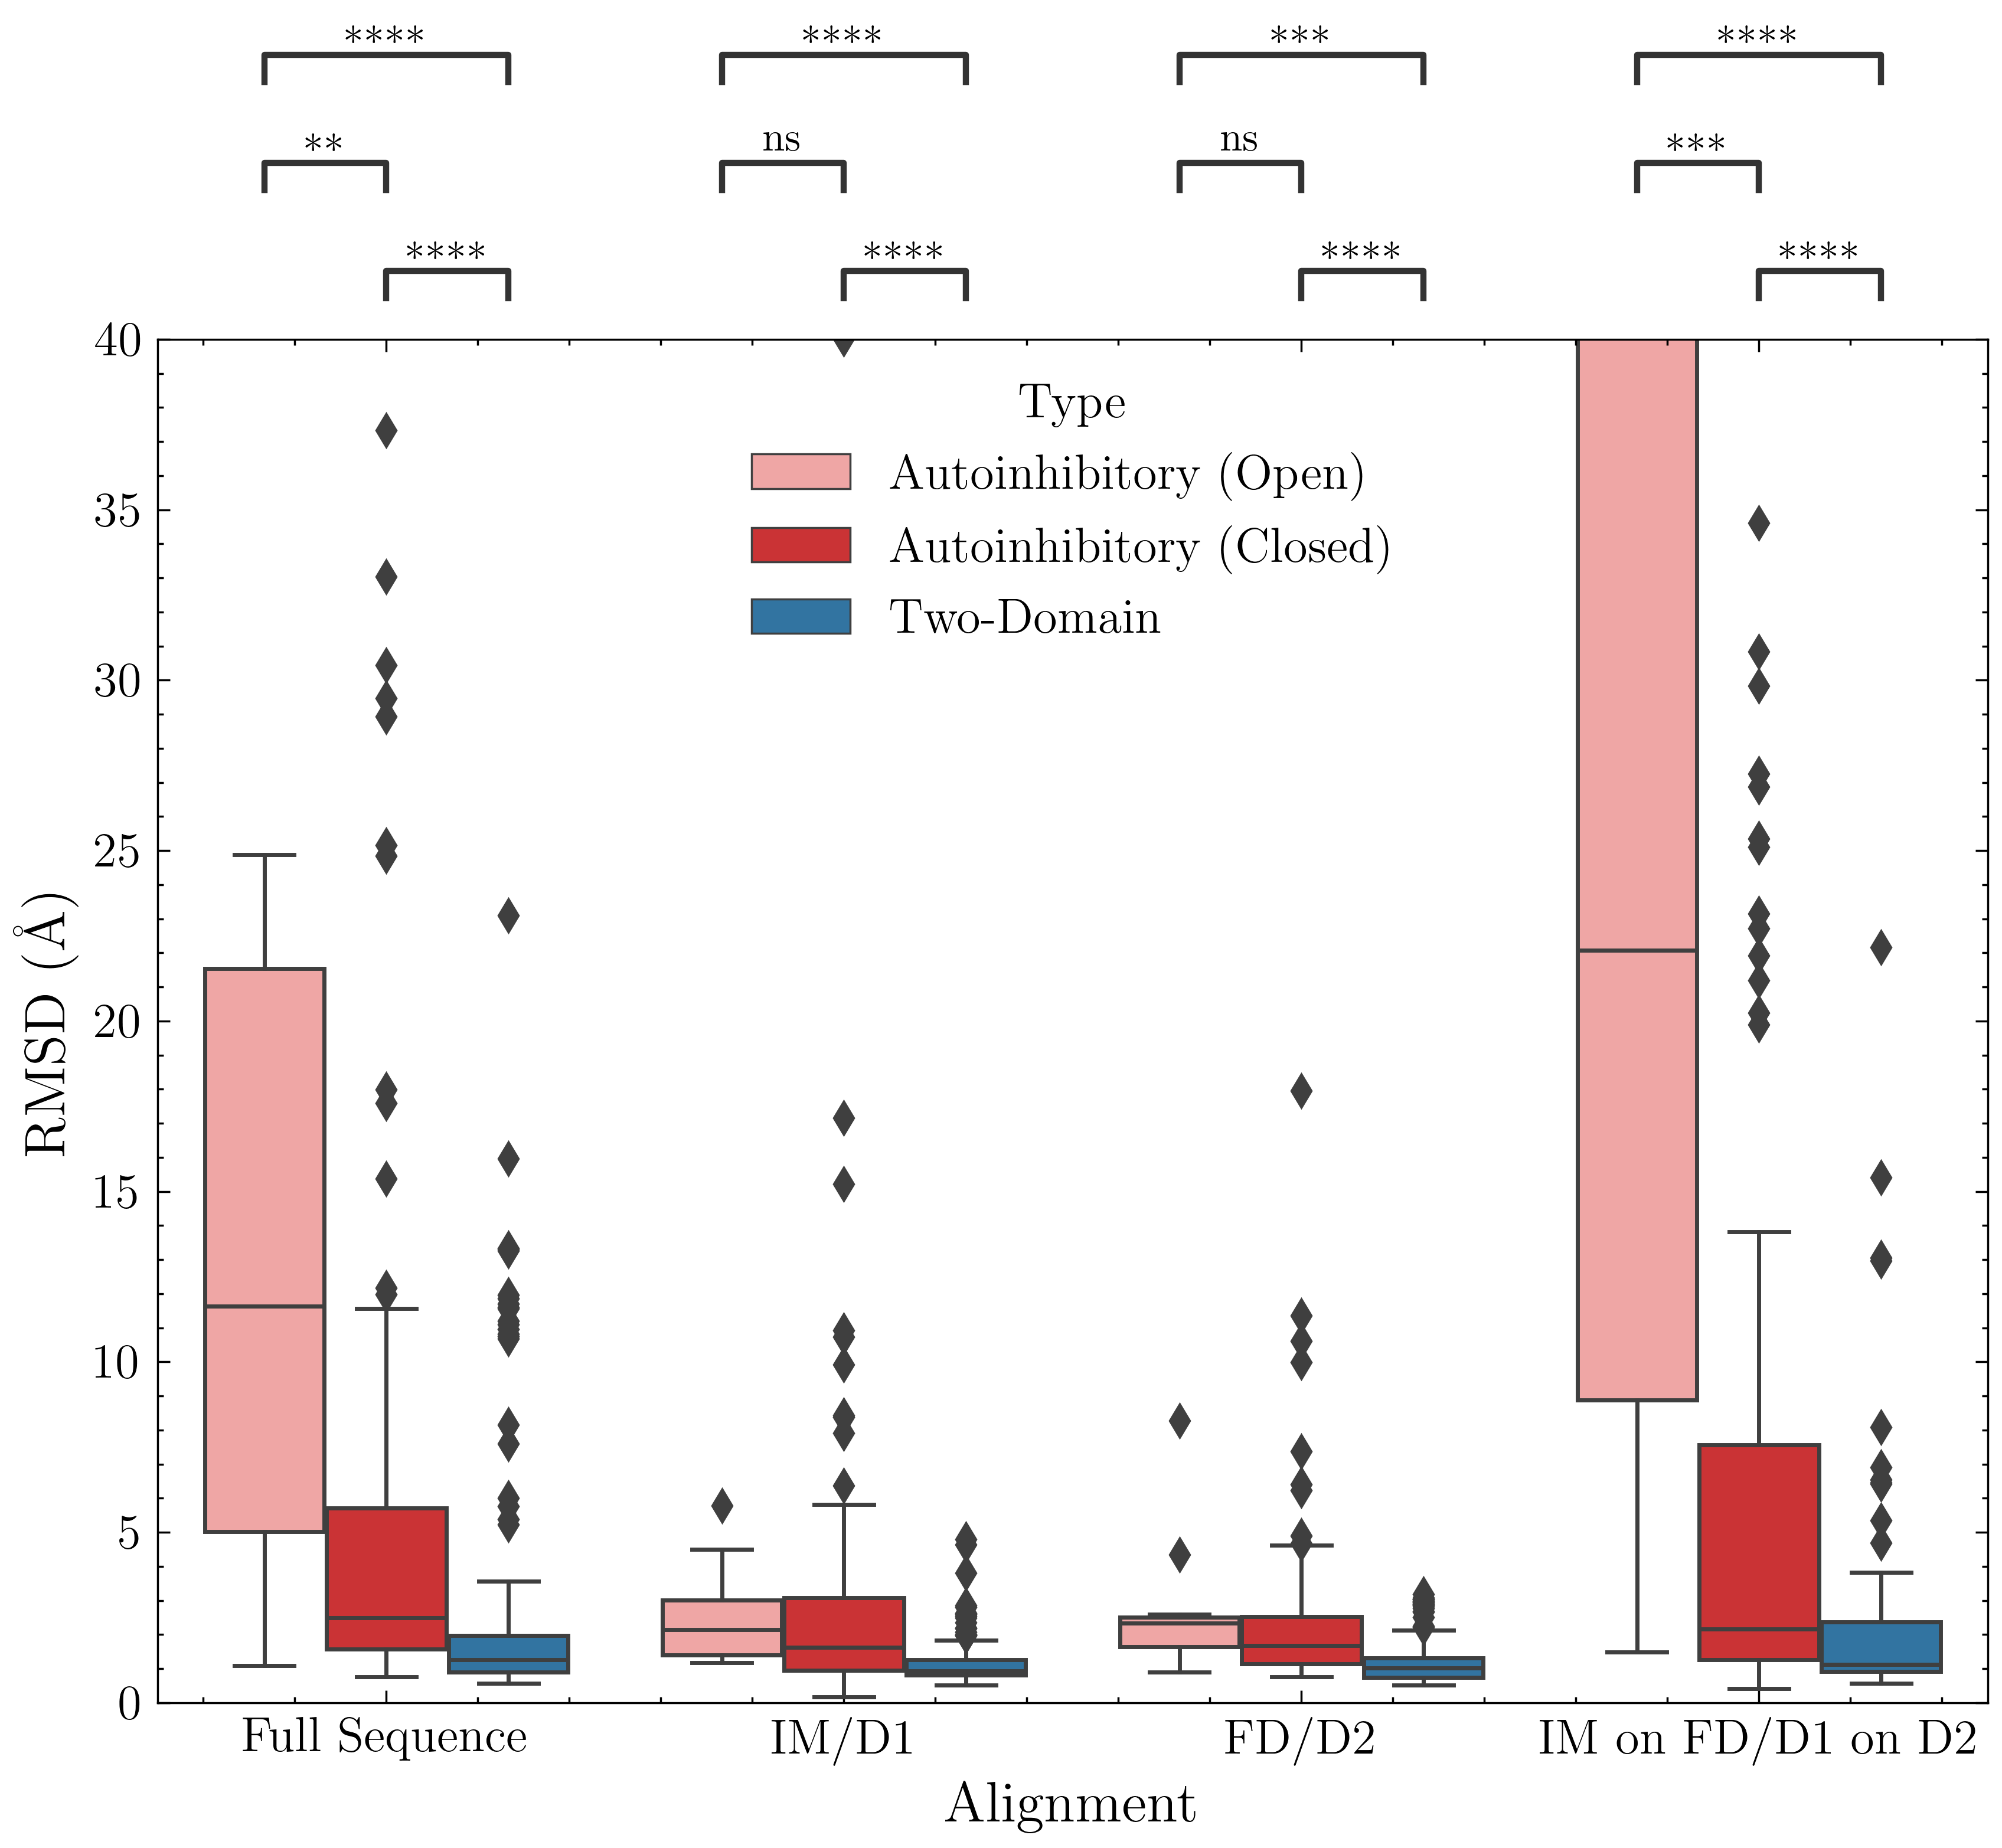 **** **** *** ****
** ns ns ***
**** **** **** ****
40
35
30
25
20
15
10
5
0
RMSD (Å)
Type
Autoinhibitory (Open)
Autoinhibitory (Closed)
Two-Domain
Full Sequence IM/D1 FD/D2 IM on FD/D1 on D2
Alignment